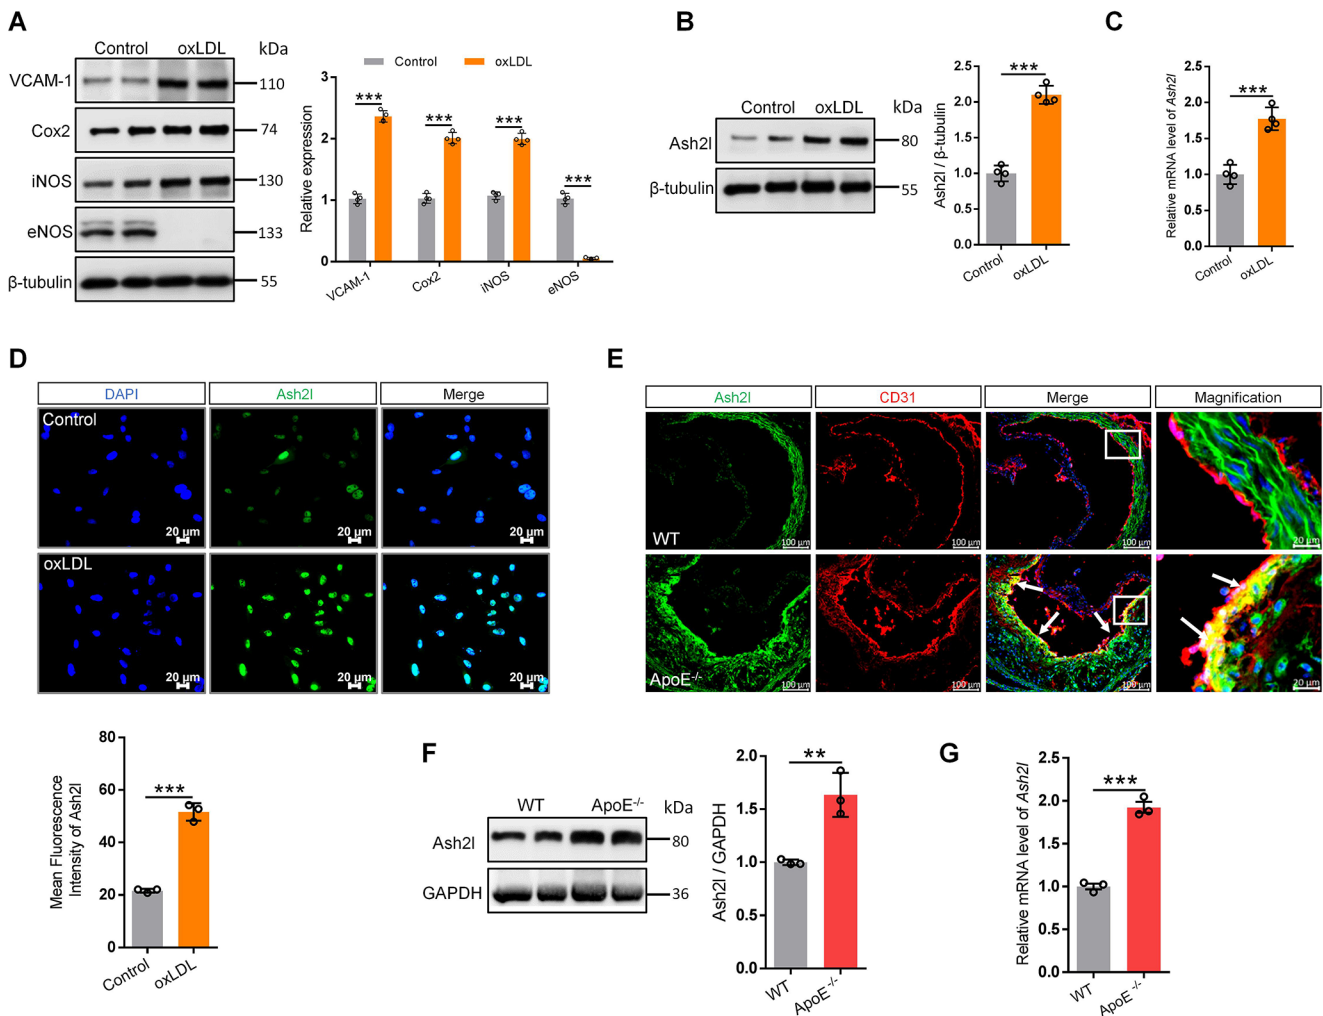 A
Control oxLDL kDa
VCAM-1 110
Cox2 74
iNOS 130
eNOS 133
β-tubulin 55
Control oxLDL
Relative expression
3
2
1
0
*** *** *** ***
VCAM-1 Cox2 iNOS eNOS
B
Control oxLDL kDa
Ash2l 80
β-tubulin 55
Ash2l / β-tubulin
2.5
2.0
1.5
1.0
0.5
0.0
***
Control oxLDL
C
Relative mRNA level of Ash2l
2.5
2.0
1.5
1.0
0.5
0.0
***
Control oxLDL
D
DAPI Ash2l Merge
Control
20 μm 20 μm 20 μm
oxLDL
20 μm 20 μm 20 μm
Mean Fluorescence
Intensity of Ash2l
80
60
40
20
0
***
Control oxLDL
E
Ash2l CD31 Merge Magnification
WT
100 μm 100 μm 100 μm 20 μm
ApoE-/-
100 μm 100 μm 100 μm 20 μm
F
WT ApoE-/- kDa
Ash2l 80
GAPDH 36
Ash2l / GAPDH
2.0
1.5
1.0
0.5
0.0
**
WT ApoE-/-
G
Relative mRNA level of Ash2l
2.5
2.0
1.5
1.0
0.5
0.0
***
WT ApoE-/-